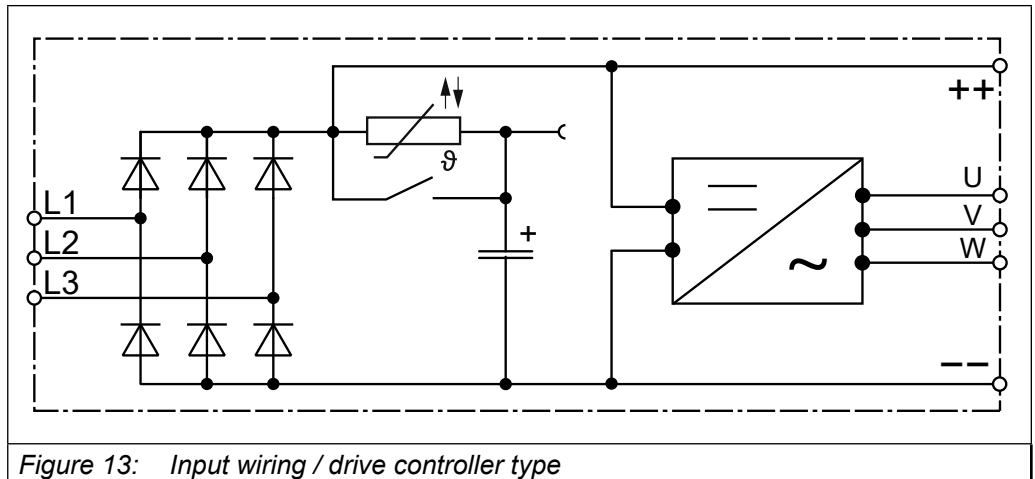 ++
ϑ
L1
U
L2
V
L3
W
+
~
--
Figure 13: Input wiring / drive controller type